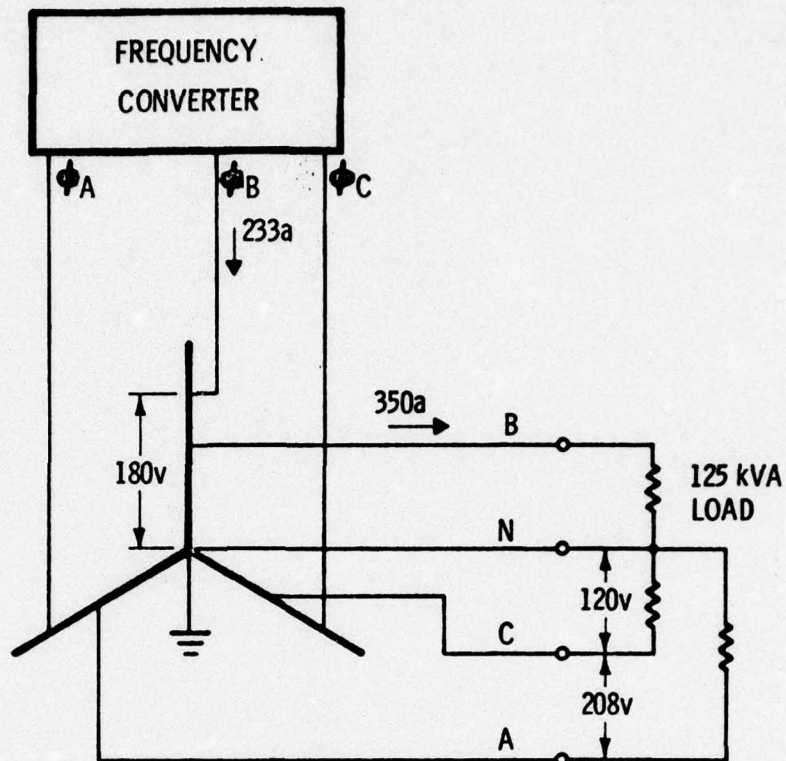 FREQUENCY
CONVERTER
ϕA ϕB ϕC
233a
350a
B
180v
125 kVA
LOAD
N
120v
C
208v
A